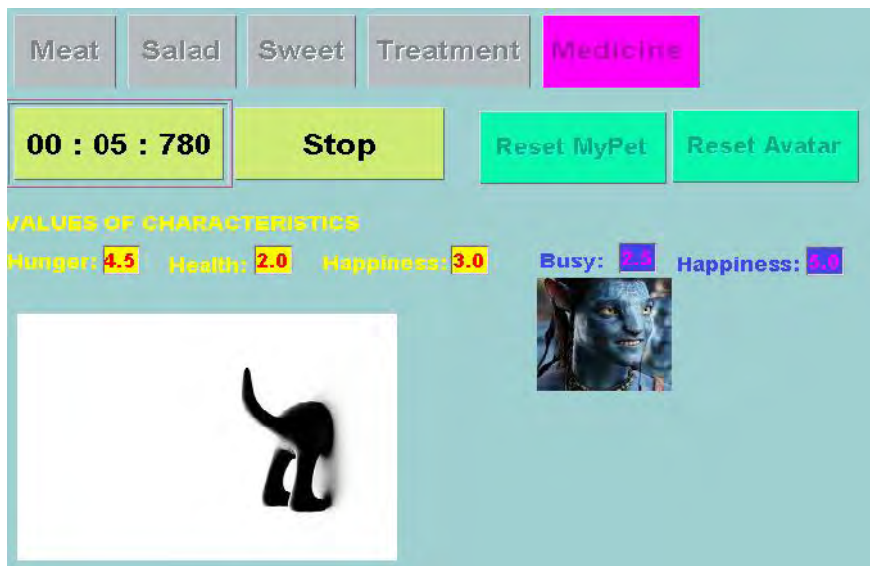 Meat Salad Sweet Treatment Medicine
00 : 05 : 780 Stop Reset MyPet Reset Avatar
VALUES OF CHARACTERISTICS
Hunger: 4.5 Health: 2.0 Happiness: 3.0 Busy: 2.5 Happiness: 5.0